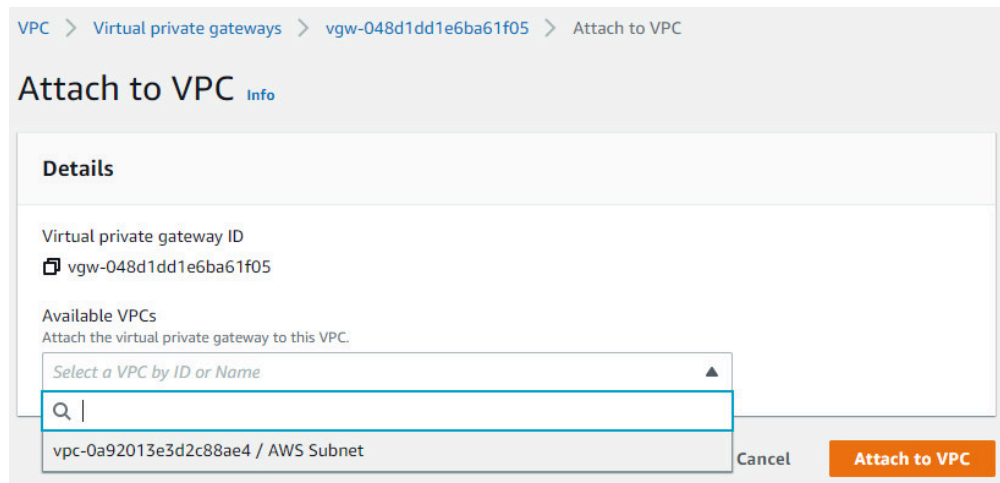 VPC > Virtual private gateways > vgw-048d1dd1e6ba61f05 > Attach to VPC
Attach to VPC Info
Details
Virtual private gateway ID
vgw-048d1dd1e6ba61f05
Available VPCs
Attach the virtual private gateway to this VPC.
Select a VPC by ID or Name
vpc-0a92013e3d2c88ae4 / AWS Subnet
Cancel Attach to VPC